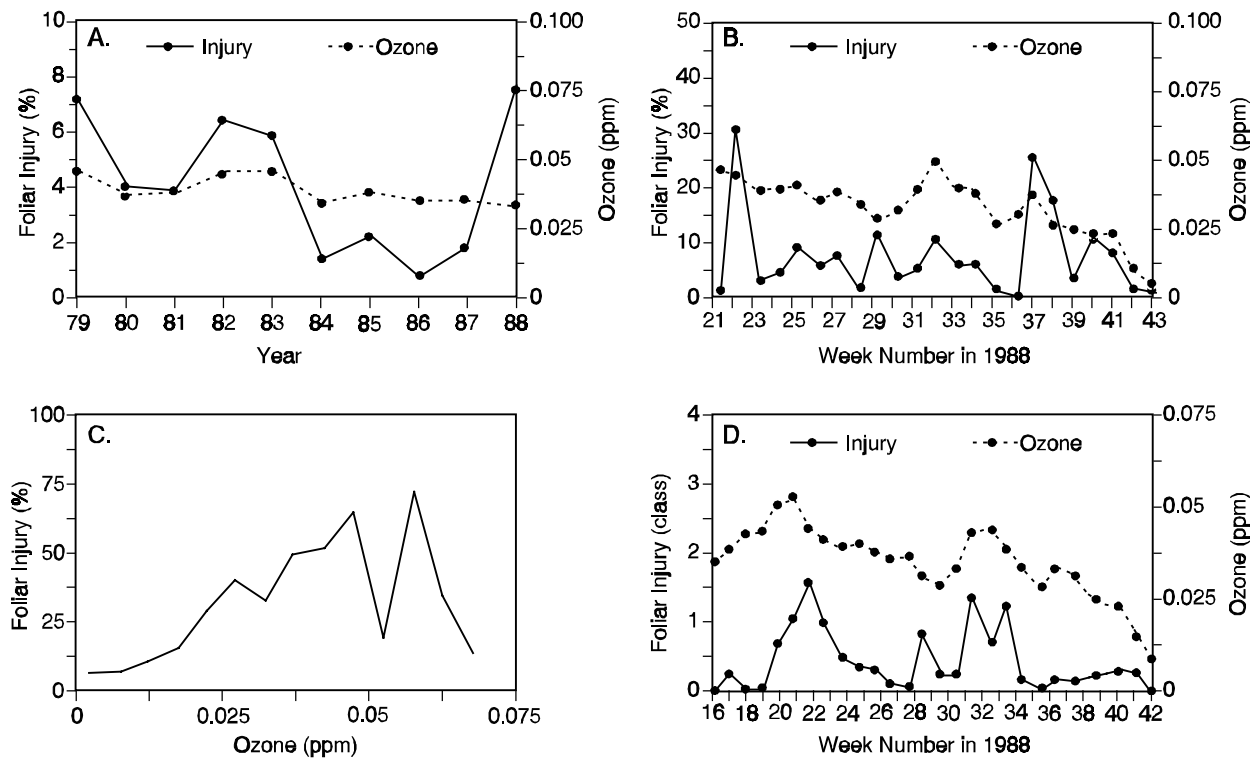 A.
Injury
Ozone
10
8
6
4
2
0
Foliar Injury (%)
0.100
0.075
0.05
0.025
0
Ozone (ppm)
79 80 81 82 83 84 85 86 87 88
Year
B.
Injury
Ozone
50
40
30
20
10
0
Foliar Injury (%)
0.100
0.075
0.05
0.025
0
Ozone (ppm)
21 23 25 27 29 31 33 35 37 39 41 43
Week Number in 1988
C.
100
75
50
25
0
Foliar Injury (%)
0 0.025 0.05 0.075
Ozone (ppm)
D.
Injury
Ozone
4
3
2
1
0
Foliar Injury (class)
0.075
0.05
0.025
0
Ozone (ppm)
16 18 20 22 24 26 28 30 32 34 36 38 40 42
Week Number in 1988